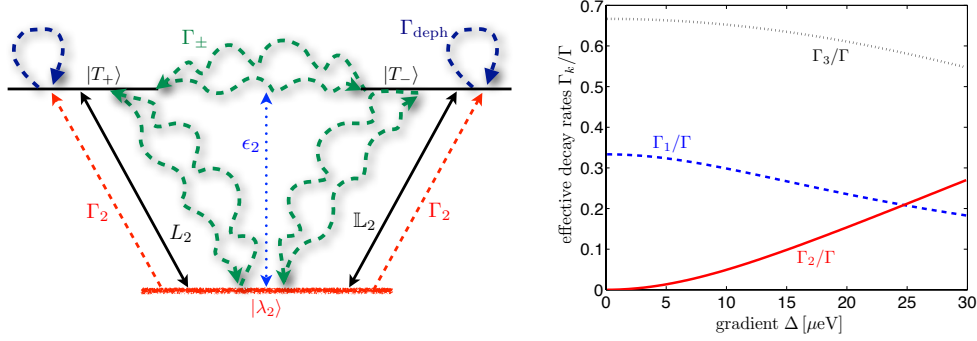 Γ± Γdeph
|T₊⟩ |T₋⟩
ϵ₂
Γ₂ L₂ 𝕃₂ Γ₂
|λ₂⟩
effective decay rates Γₖ/Γ
0.7
0.6
0.5
0.4
0.3
0.2
0.1
0
Γ₃/Γ
Γ₁/Γ
Γ₂/Γ
0 5 10 15 20 25 30
gradient Δ [μeV]